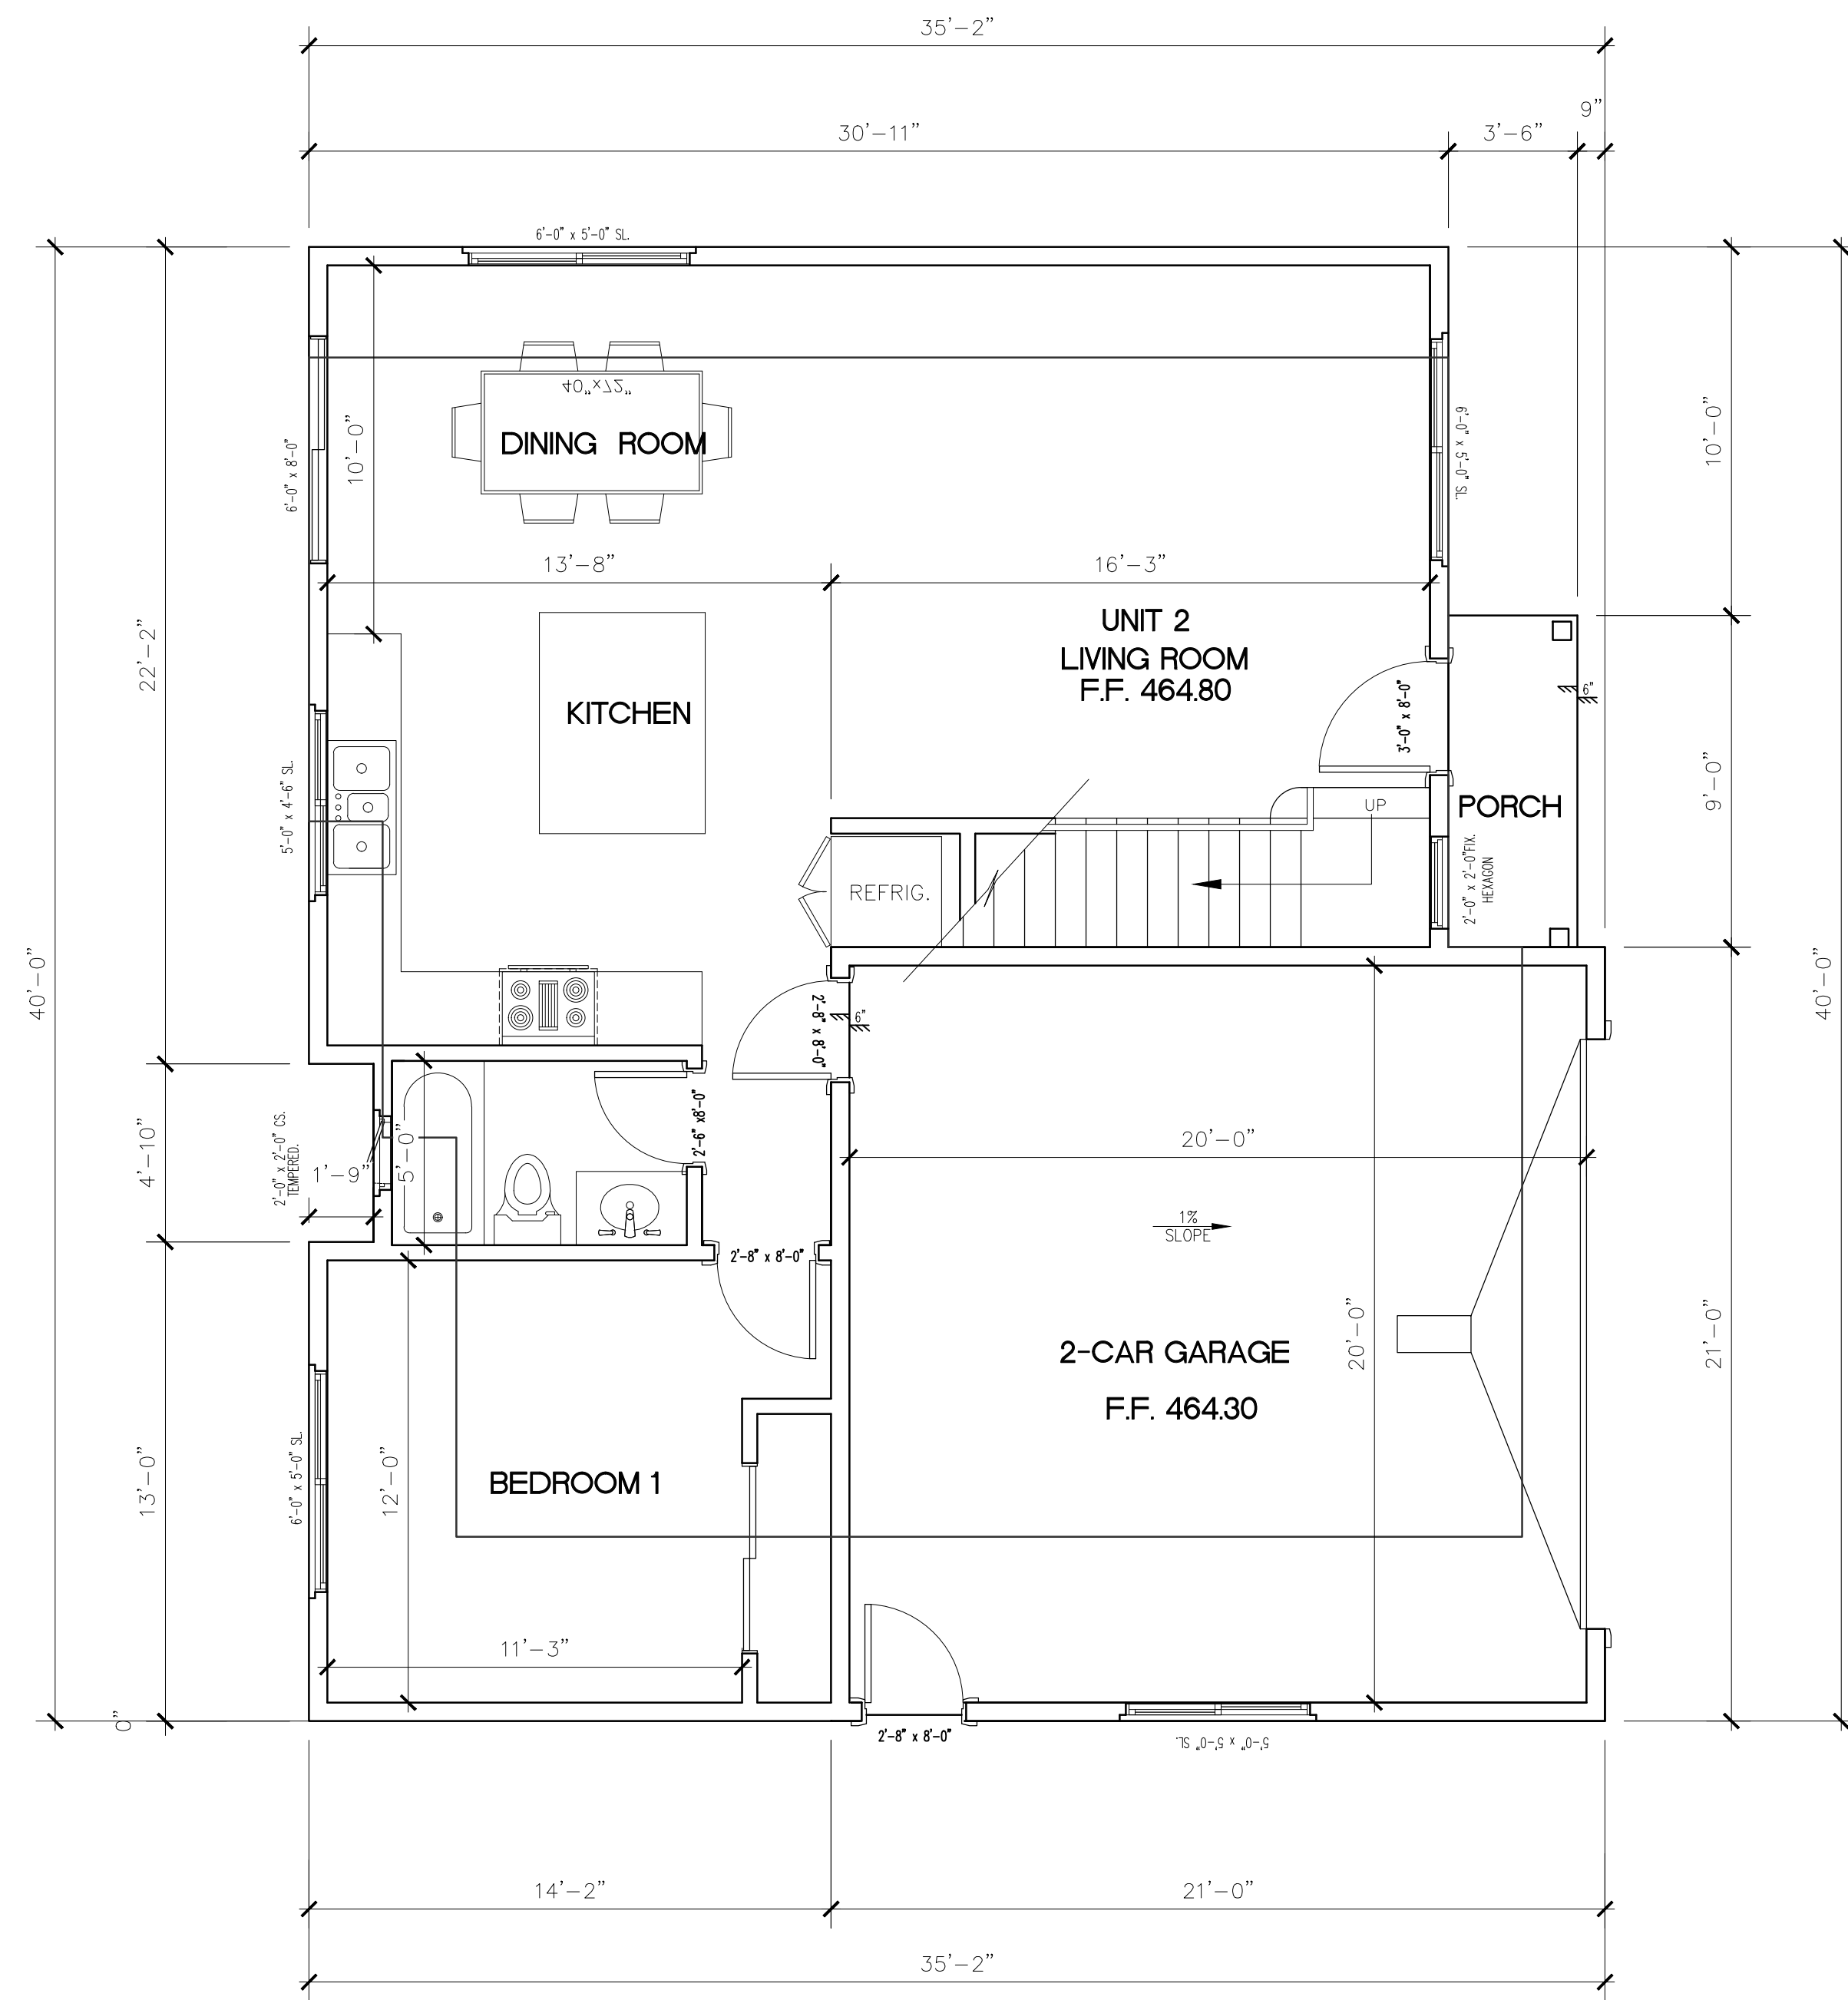 35'-2"
9"
30'-11"
3'-6"
6'-0" x 5'-0" SL.
40"x72"
DINING ROOM
10'-0"
6'-0" x 8'-0"
6'-0" x 5'-0" SL.
10'-0"
13'-8"
16'-3"
UNIT 2
LIVING ROOM
F.F. 464.80
22'-2"
KITCHEN
3'-0" x 8'-0"
6"
5'-0" x 4'-6" SL.
UP
PORCH
9'-0"
REFRIG.
2'-0" x 2'-0"FIX.
HEXAGON
40'-0"
40'-0"
2'-8" x 8'-0"
6"
2'-6" x8'-0"
4'-10"
2'-0" x 2'-0" CS.
TEMPERED.
1'-9"
5'-0"
20'-0"
1%
SLOPE
2'-8" x 8'-0"
20'-0"
21'-0"
2-CAR GARAGE
F.F. 464.30
13'-0"
6'-0" x 5'-0" SL.
12'-0"
BEDROOM 1
11'-3"
0"
2'-8" x 8'-0"
5'-0" x 5'-0" SL.
14'-2"
21'-0"
35'-2"